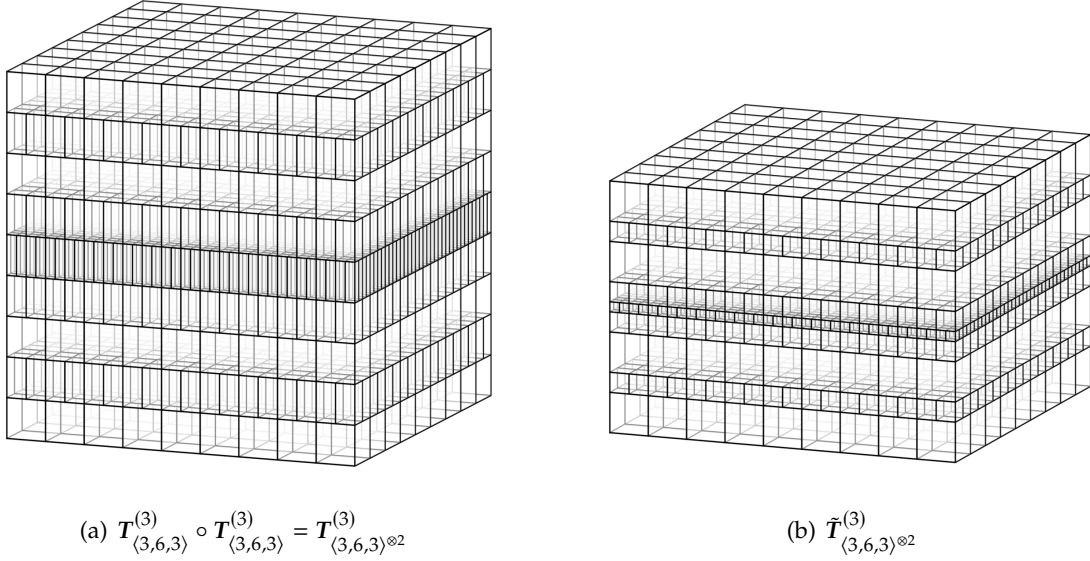 (a) T^{(3)}_{⟨3,6,3⟩} ∘ T^{(3)}_{⟨3,6,3⟩} = T^{(3)}_{⟨3,6,3⟩^{⊗2}}
(b) T̃^{(3)}_{⟨3,6,3⟩^{⊗2}}